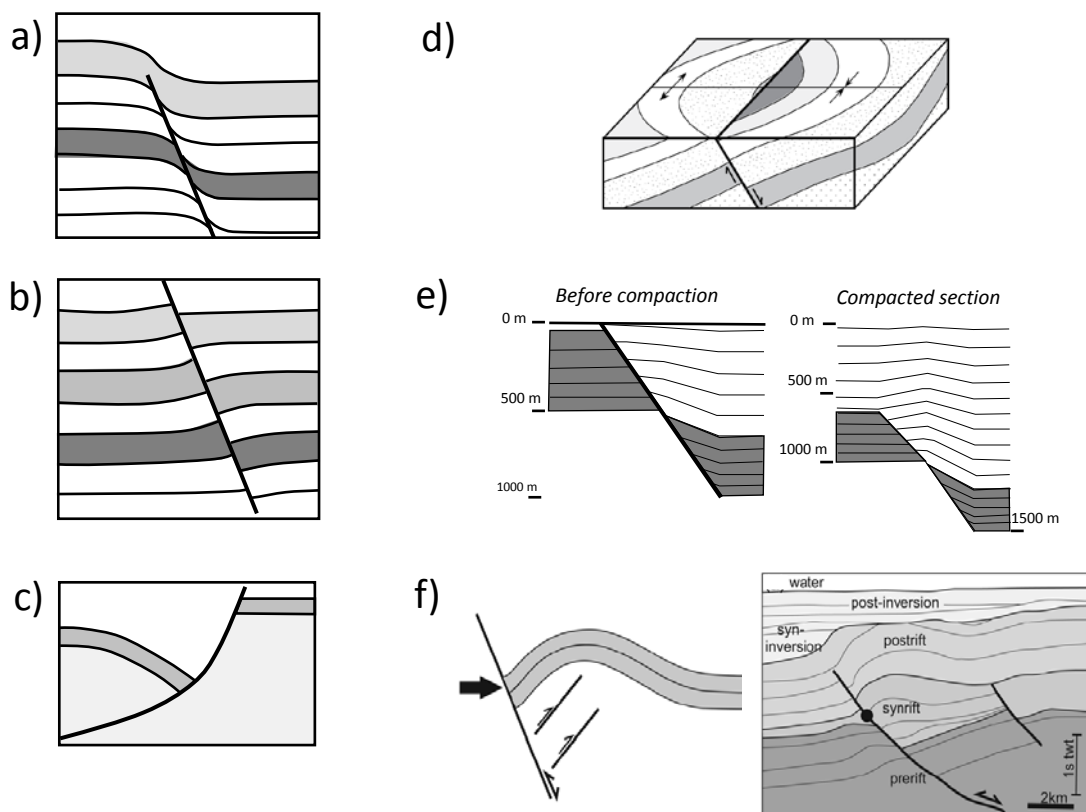 a)
b)
c)
d)
e)
Before compaction
Compacted section
0 m
500 m
1000 m
0 m
500 m
1000 m
1500 m
f)
water
post-inversion
syn-
inversion
postrift
synrift
prerift
1s twt
2km